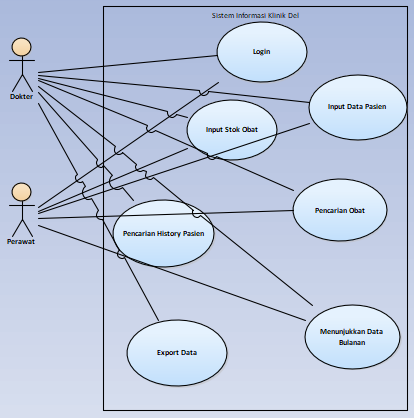 Sistem Informasi Klinik Del
Login
Dokter
Input Data Pasien
Input Stok Obat
Pencarian Obat
Perawat
Pencarian History Pasien
Menunjukkan Data
Bulanan
Export Data